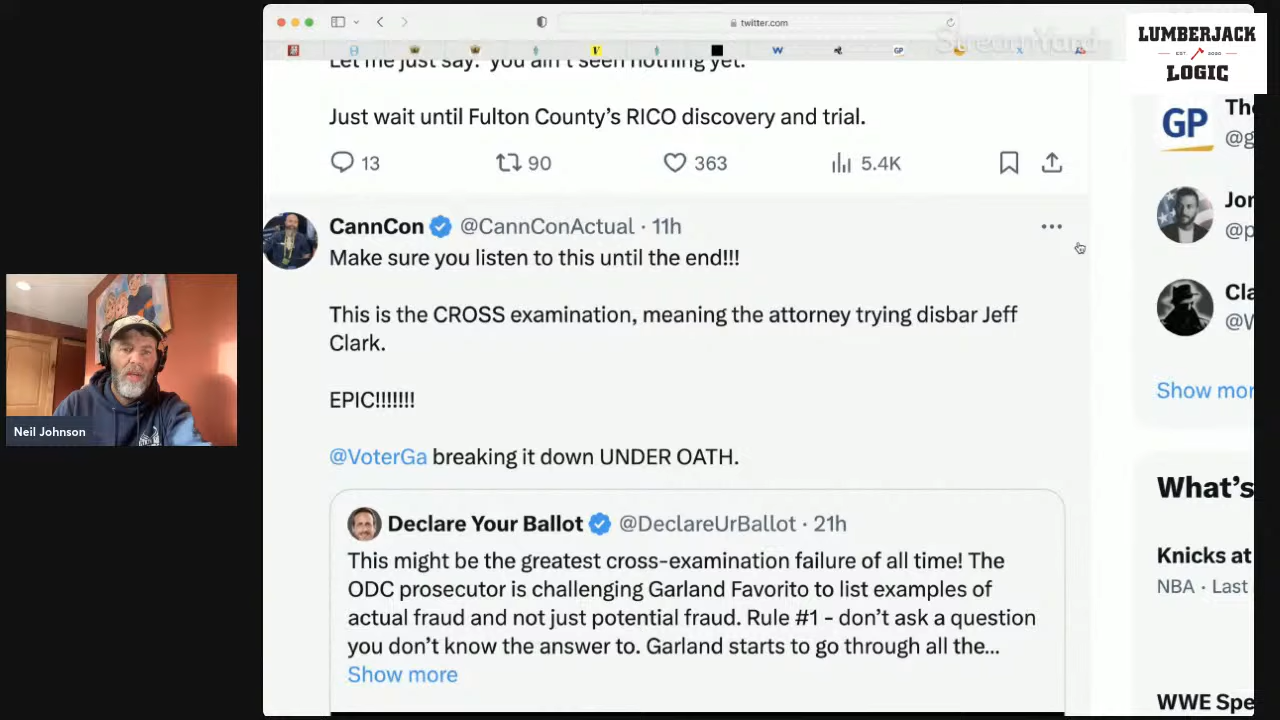 twitter.com
StreamYard
LUMBERJACK
EST. 2020
LOGIC
Let me just say: you ain't seen nothing yet.
Just wait until Fulton County's RICO discovery and trial.
13
90
363
5.4K
CannCon @CannConActual · 11h
Make sure you listen to this until the end!!!
This is the CROSS examination, meaning the attorney trying disbar Jeff
Clark.
EPIC!!!!!!!
@VoterGa breaking it down UNDER OATH.
Declare Your Ballot @DeclareUrBallot · 21h
This might be the greatest cross-examination failure of all time! The
ODC prosecutor is challenging Garland Favorito to list examples of
actual fraud and not just potential fraud. Rule #1 - don't ask a question
you don't know the answer to. Garland starts to go through all the...
Show more
Neil Johnson
GP
The
@g
Jor
@p
Cla
@W
Show mor
What's
Knicks at
NBA · Last
WWE Spe